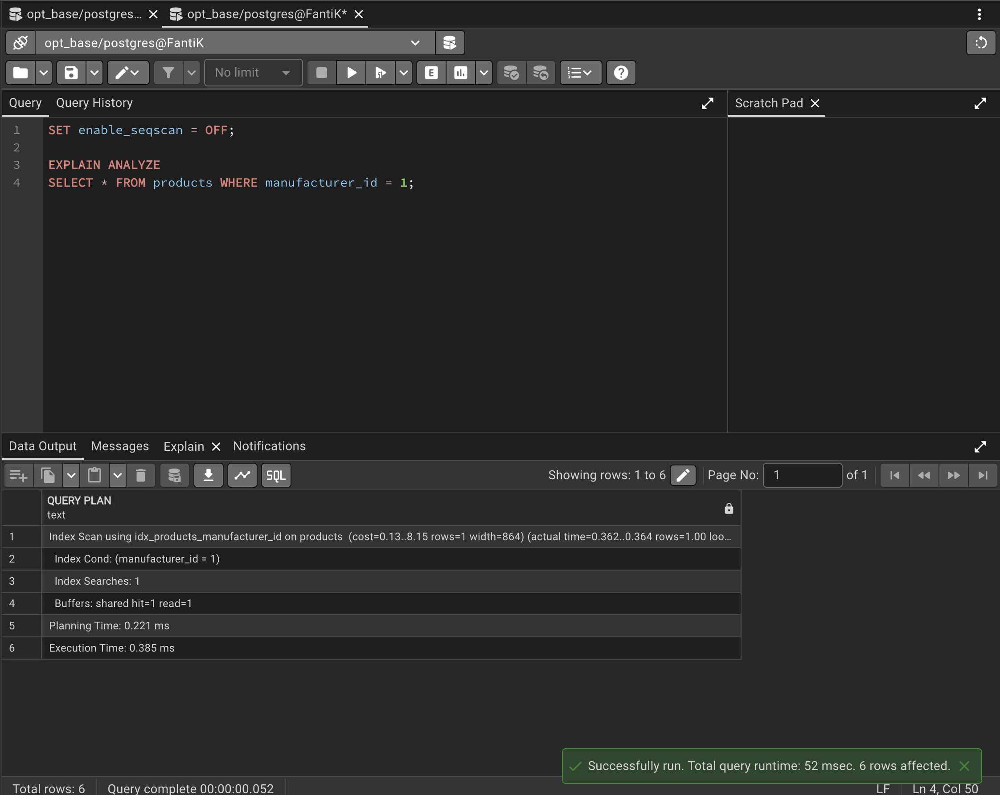 opt_base/postgres...
opt_base/postgres@FantiK*
opt_base/postgres@FantiK
No limit
E
Query
Query History
Scratch Pad
1 SET enable_seqscan = OFF;
2
3 EXPLAIN ANALYZE
4 SELECT * FROM products WHERE manufacturer_id = 1;
Data Output
Messages
Explain
Notifications
SQL
Showing rows: 1 to 6
Page No: 1 of 1
QUERY PLAN
text
1 Index Scan using idx_products_manufacturer_id on products (cost=0.13..8.15 rows=1 width=864) (actual time=0.362..0.364 rows=1.00 loo...
2 Index Cond: (manufacturer_id = 1)
3 Index Searches: 1
4 Buffers: shared hit=1 read=1
5 Planning Time: 0.221 ms
6 Execution Time: 0.385 ms
Successfully run. Total query runtime: 52 msec. 6 rows affected.
Total rows: 6
Query complete 00:00:00.052
LF
Ln 4, Col 50